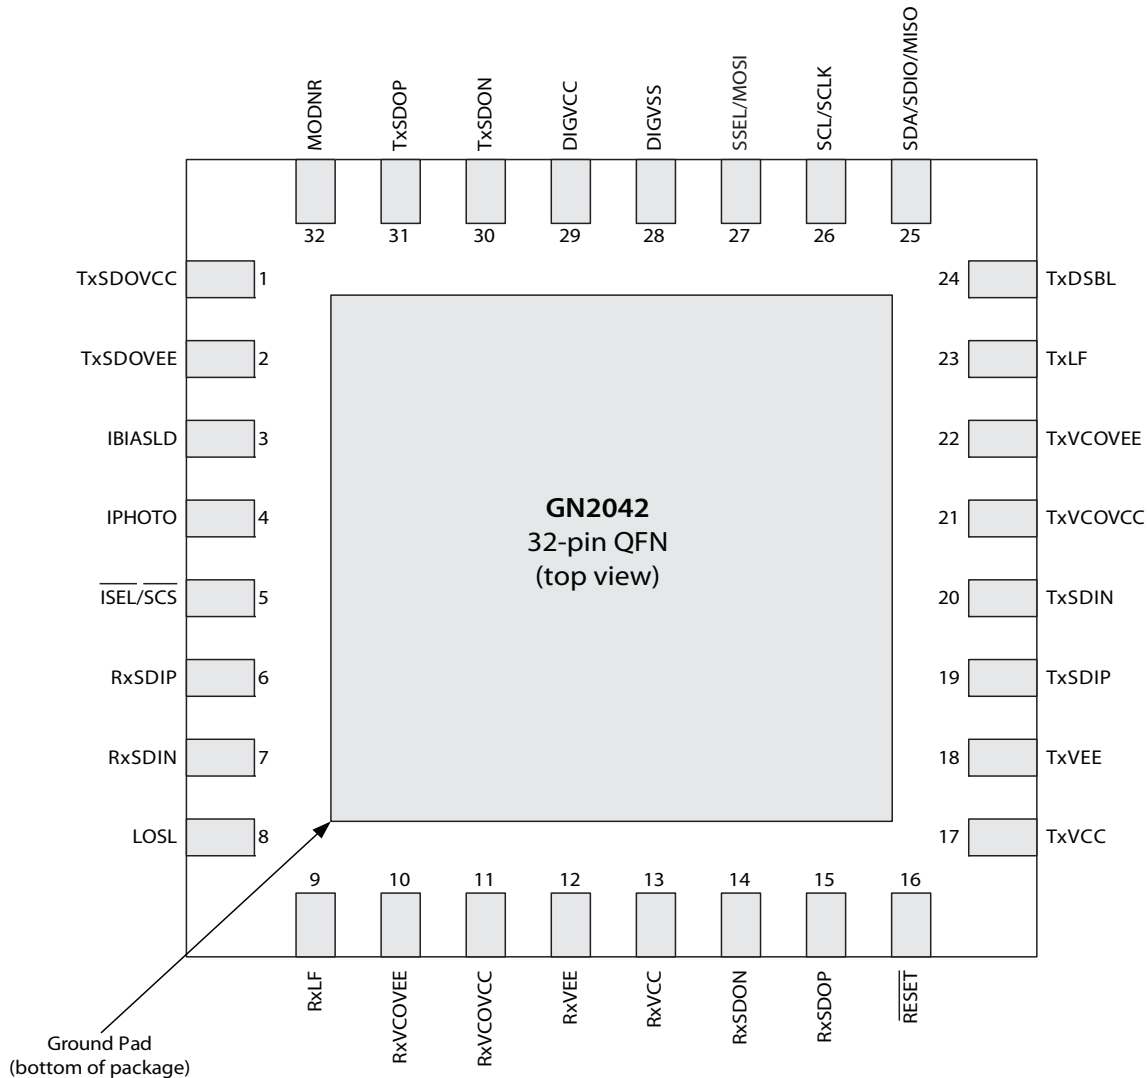 MODNR
TxSDOP
TxSDON
DIGVCC
DIGVSS
SSEL/MOSI
SCL/SCLK
SDA/SDIO/MISO
32
31
30
29
28
27
26
25
TxSDOVCC 1
TxSDOVEE 2
IBIASLD 3
IPHOTO 4
ISEL/SCS 5
RxSDIP 6
RxSDIN 7
LOSL 8
24 TxDSBL
23 TxLF
22 TxVCOVEE
21 TxVCOVCC
20 TxSDIN
19 TxSDIP
18 TxVEE
17 TxVCC
GN2042
32-pin QFN
(top view)
9
10
11
12
13
14
15
16
RxLF
RxVCOVEE
RxVCOVCC
RxVEE
RxVCC
RxSDON
RxSDOP
RESET
Ground Pad
(bottom of package)